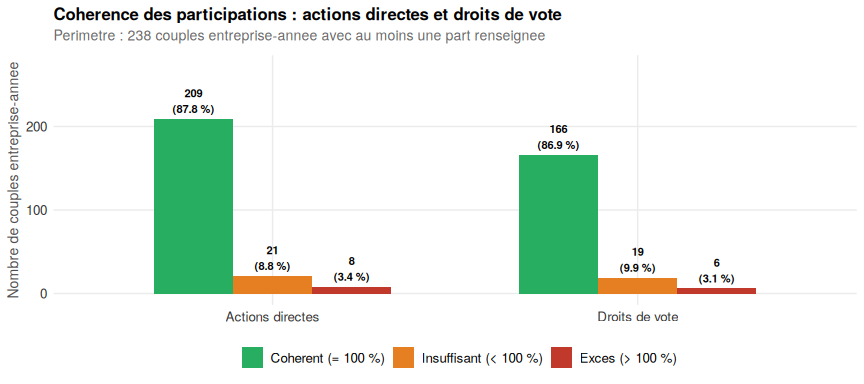 Coherence des participations : actions directes et droits de vote
Perimetre : 238 couples entreprise-annee avec au moins une part renseignee
Nombre de couples entreprise-annee
200
100
0
209
(87.8 %)
21
(8.8 %)
8
(3.4 %)
166
(86.9 %)
19
(9.9 %)
6
(3.1 %)
Actions directes
Droits de vote
Coherent (= 100 %)
Insuffisant (< 100 %)
Exces (> 100 %)